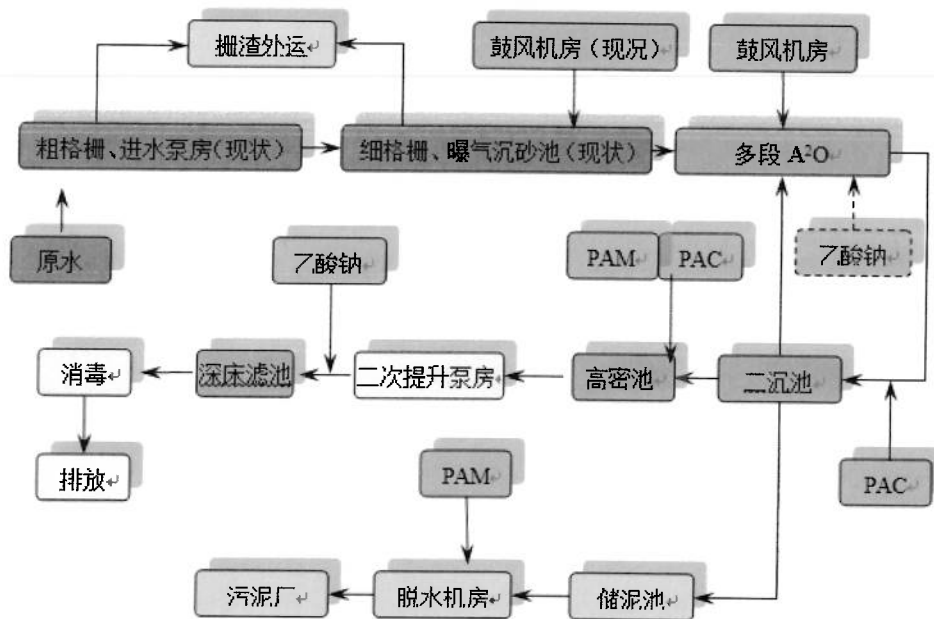 栅渣外运
鼓风机房（现况）
鼓风机房
粗格栅、进水泵房（现状）
细格栅、曝气沉砂池（现状）
多段 A²O
原水
乙酸钠
PAM
PAC
乙酸钠
消毒
深床滤池
二次提升泵房
高密池
二沉池
排放
PAM
PAC
污泥厂
脱水机房
储泥池